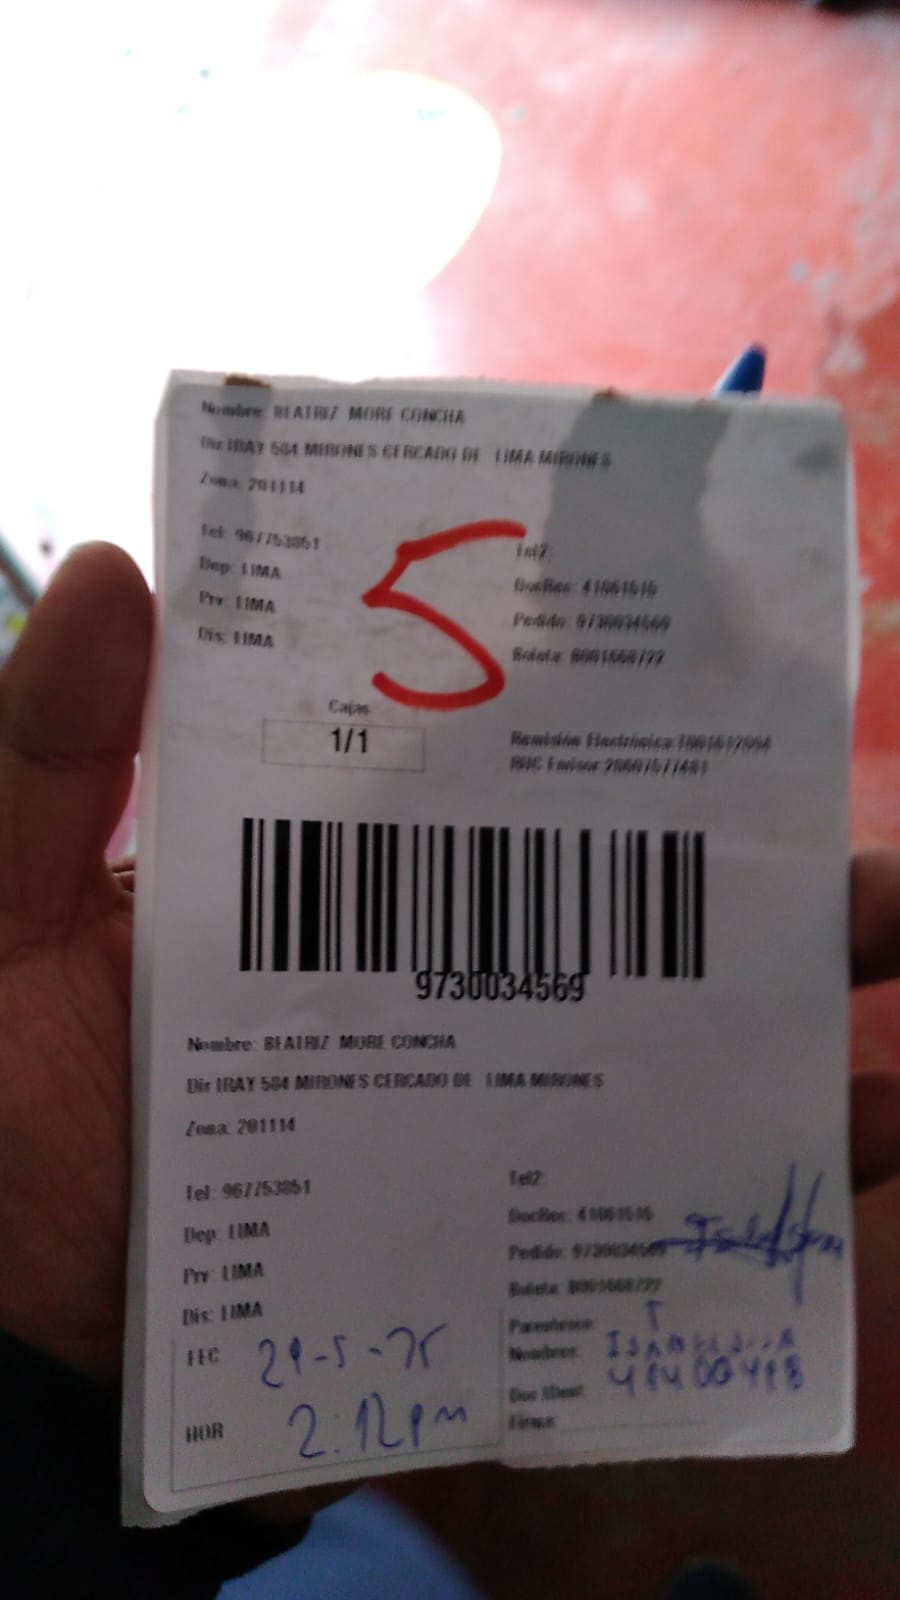 Nombre: BEATRIZ MORE CONCHA
Dir IRAY 584 MIRONES CERCADO DE LIMA MIRONES
Zona: 201114
Tel: 967753851
Tel2:
Dep: LIMA
DocRec: 41061515
Prv: LIMA
Pedido: 9730034569
Dis: LIMA
Boleta: B001668722
5
Cajas
1/1
Remisión Electrónica:
RUC Emisor:
9730034569
Nombre: BEATRIZ MORE CONCHA
Dir IRAY 584 MIRONES CERCADO DE LIMA MIRONES
Zona: 201114
Tel: 967753851
Tel2:
Dep: LIMA
DocRec: 41061515
Prv: LIMA
Pedido: 9730034569
Dis: LIMA
Boleta: B001668722
Parentesco: T
FEC
Nombres:
Doc Ident:
HOR 2:12pm
Firma: